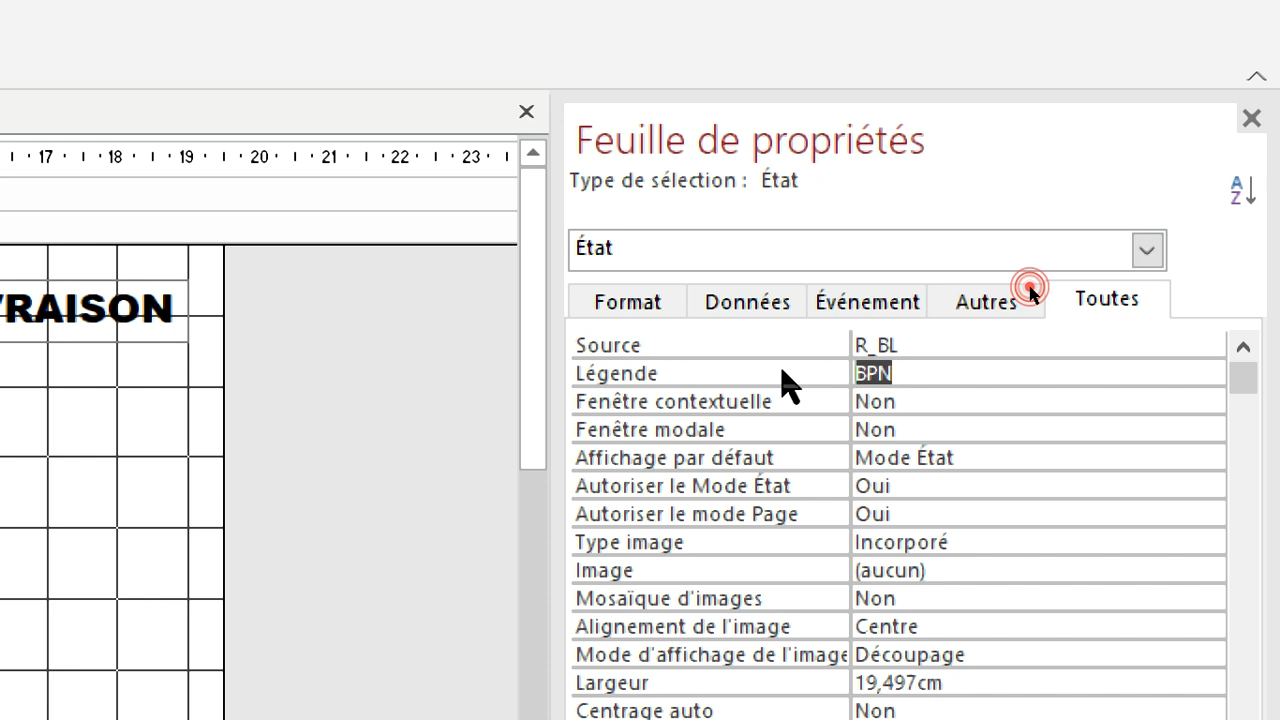 Feuille de propriétés
Type de sélection : État
A
Z
17 18 19 20 21 22 23
État
VRAISON
Format Données Événement Autres Toutes
Source R_BL
Légende BPN
Fenêtre contextuelle Non
Fenêtre modale Non
Affichage par défaut Mode État
Autoriser le Mode État Oui
Autoriser le mode Page Oui
Type image Incorporé
Image (aucun)
Mosaïque d'images Non
Alignement de l'image Centre
Mode d'affichage de l'image Découpage
Largeur 19,497cm
Centrage auto Non